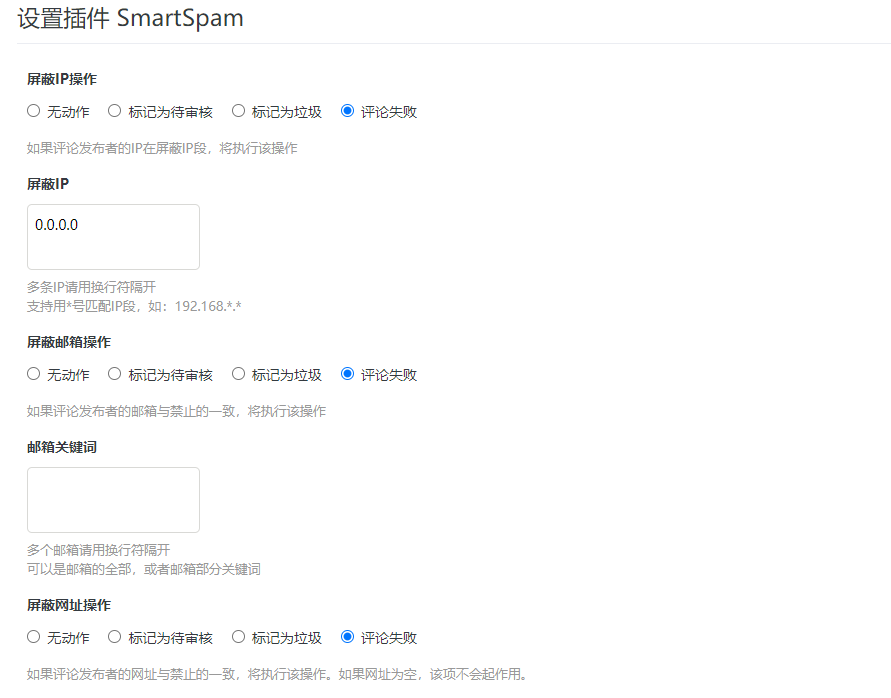 设置插件 SmartSpam
屏蔽IP操作
无动作 标记为待审核 标记为垃圾 评论失败
如果评论发布者的IP在屏蔽IP段，将执行该操作
屏蔽IP
0.0.0.0
多条IP请用换行符隔开
支持用*号匹配IP段，如：192.168.*.*
屏蔽邮箱操作
无动作 标记为待审核 标记为垃圾 评论失败
如果评论发布者的邮箱与禁止的一致，将执行该操作
邮箱关键词
多个邮箱请用换行符隔开
可以是邮箱的全部，或者邮箱部分关键词
屏蔽网址操作
无动作 标记为待审核 标记为垃圾 评论失败
如果评论发布者的网址与禁止的一致，将执行该操作。如果网址为空，该项不会起作用。